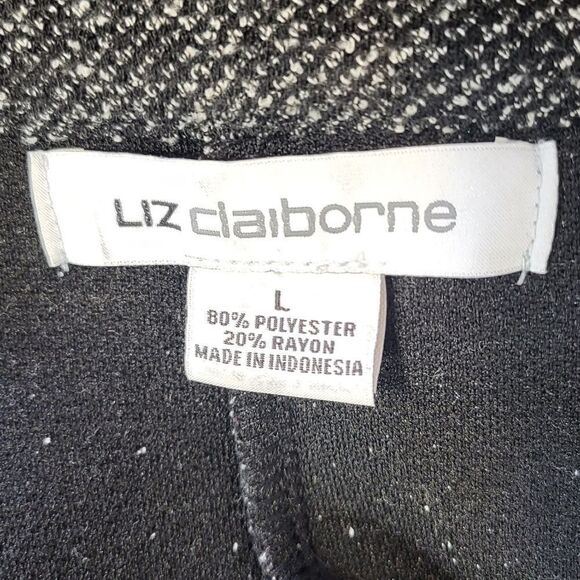 LIZ claiborne
L
80% POLYESTER
20% RAYON
MADE IN INDONESIA